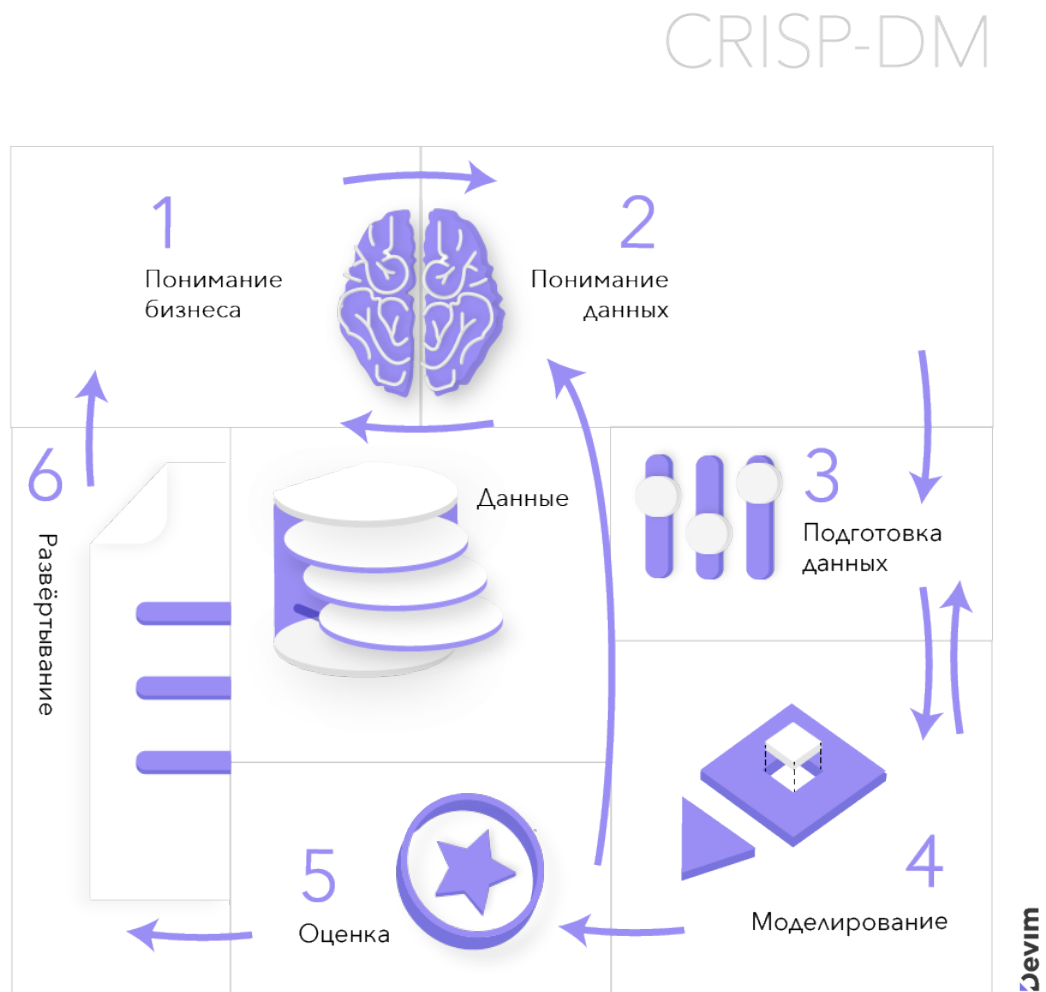 CRISP-DM
1
Понимание
бизнеса
2
Понимание
данных
3
Подготовка
данных
Данные
4
Моделирование
5
Оценка
6
Развёртывание
Devim